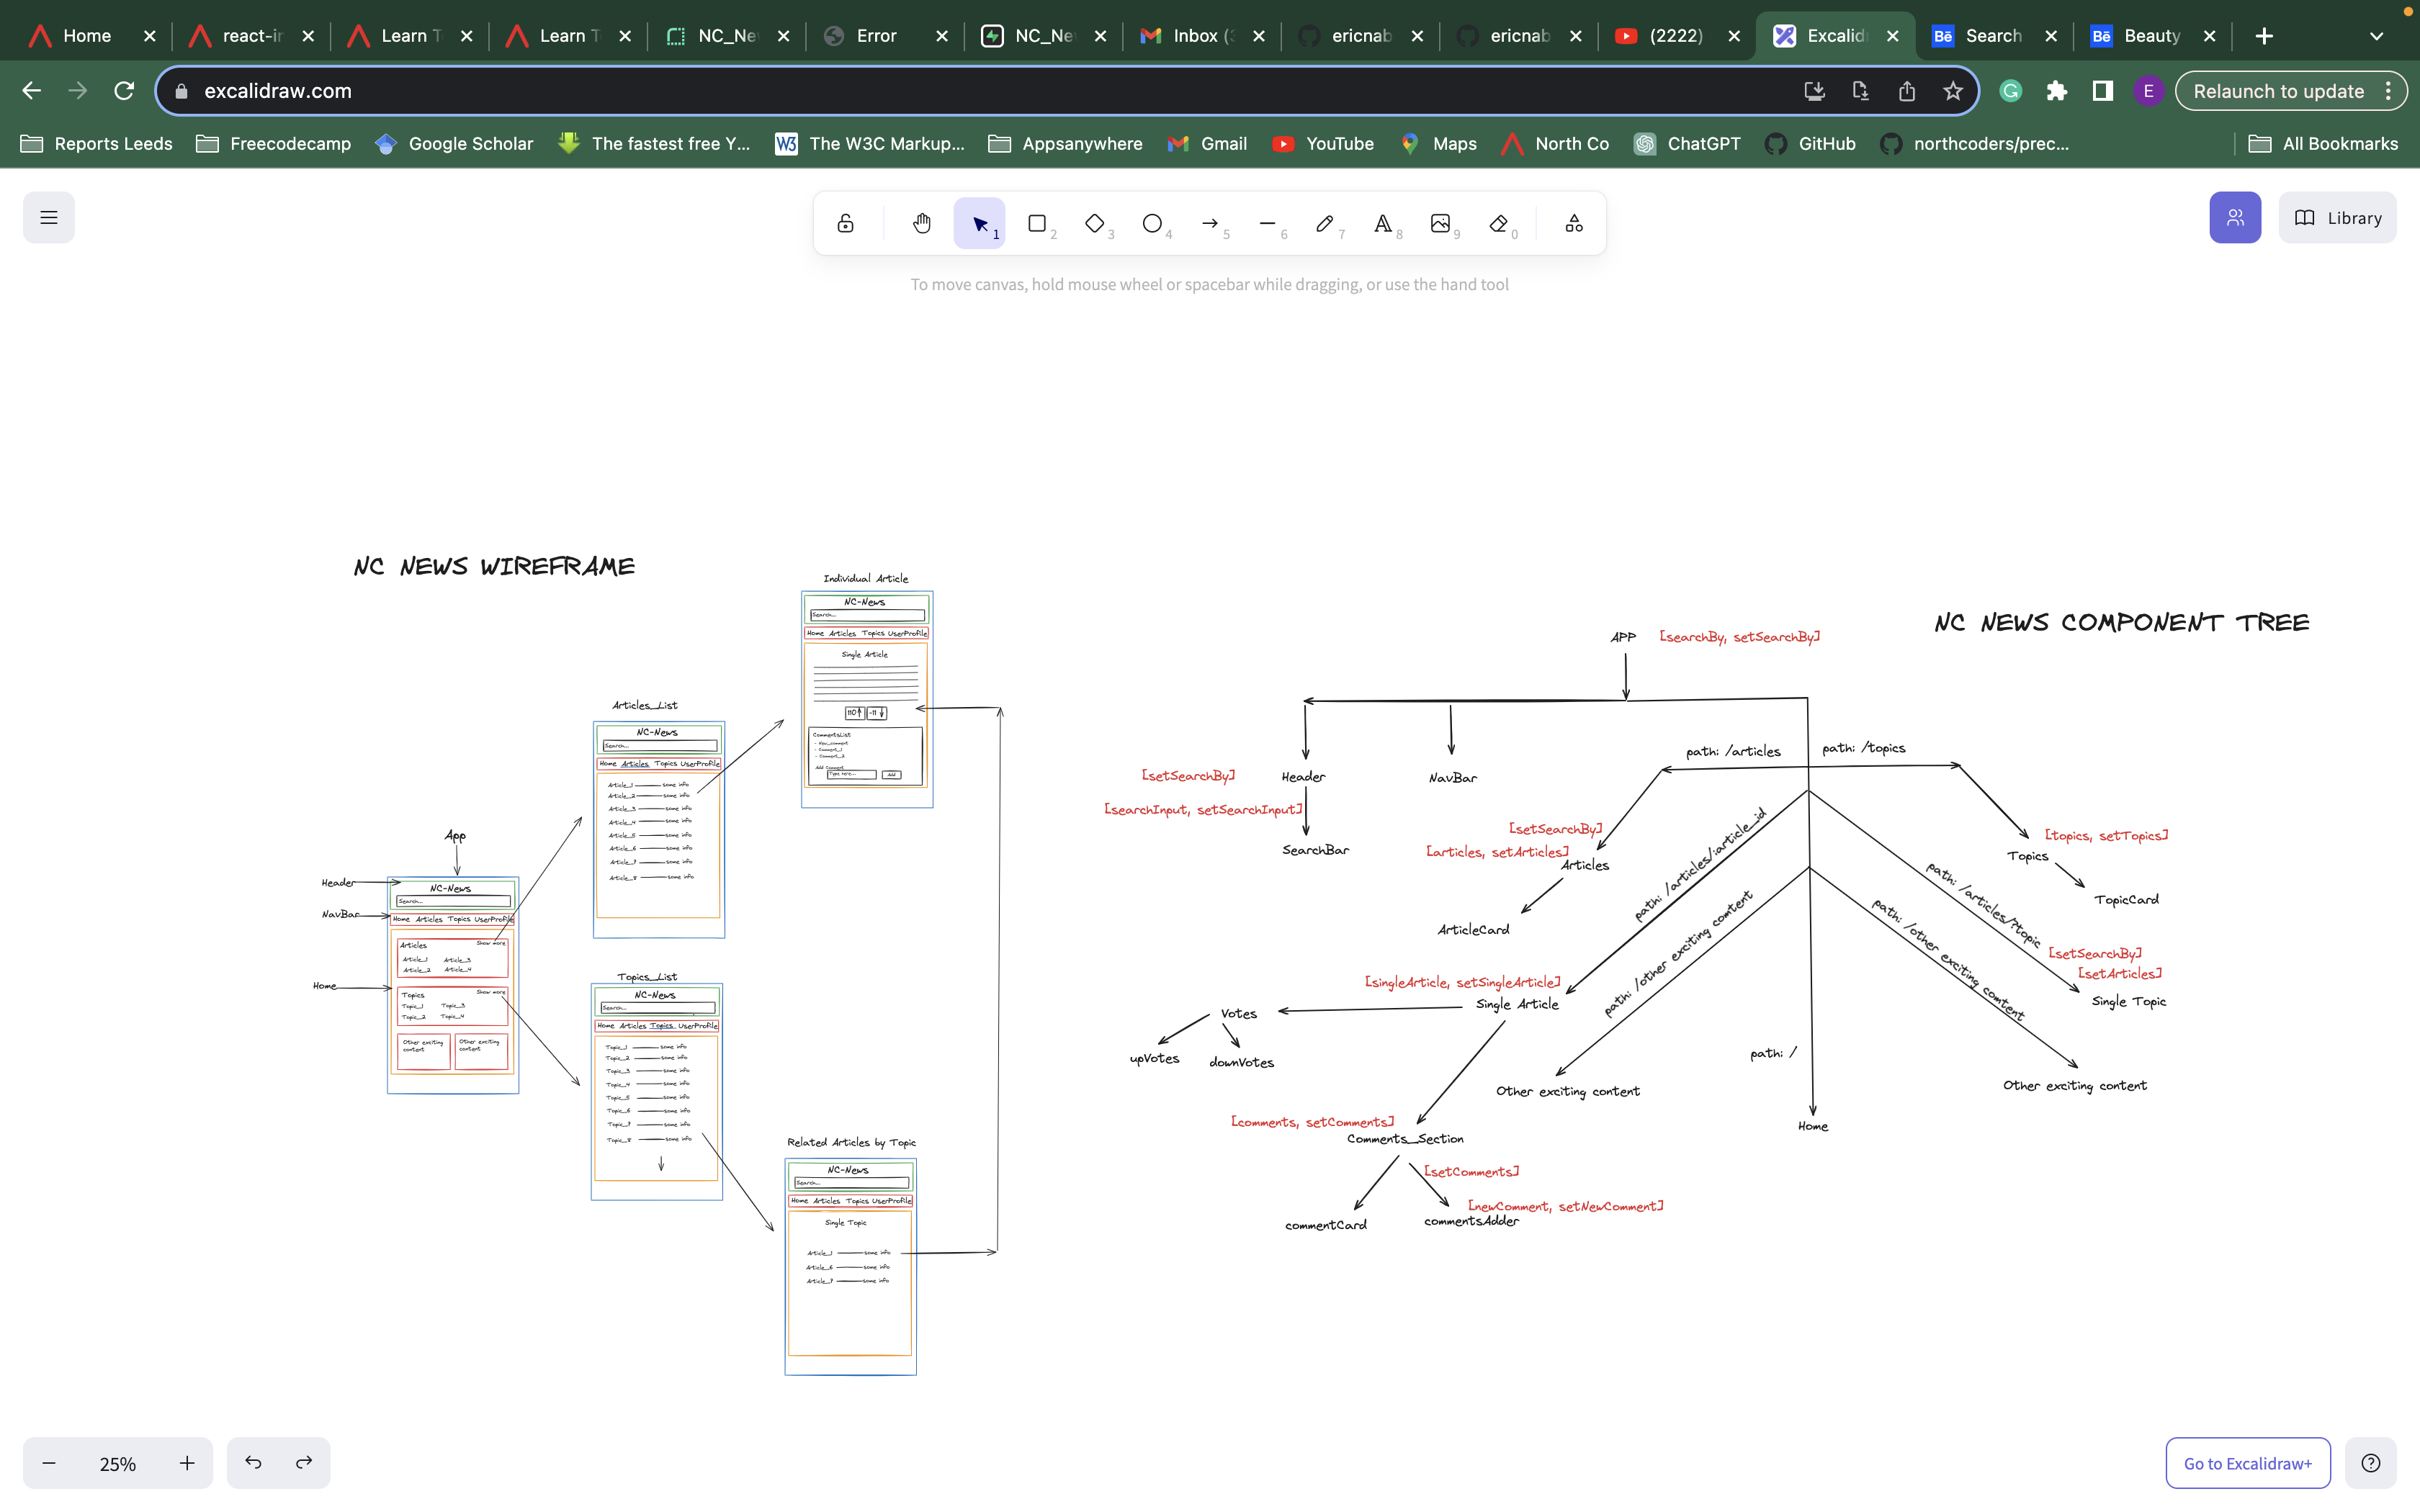 Home
react-in
Learn T
Learn T
NC_Ne
Error
NC_Ne
Inbox (3
ericnab
ericnab
(2222)
Excalid
Search
Beauty
excalidraw.com
E
Relaunch to update
Reports Leeds
Freecodecamp
Google Scholar
The fastest free Y...
The W3C Markup...
Appsanywhere
Gmail
YouTube
Maps
North Co
ChatGPT
GitHub
northcoders/prec...
All Bookmarks
1
2
3
4
5
6
7
8
9
0
Library
To move canvas, hold mouse wheel or spacebar while dragging, or use the hand tool
NC NEWS WIREFRAME
App
Header
NavBar
Home
NC-News
Search...
Home Articles Topics UserProfile
Articles
Show more
Article_1 Article_3
Article_2 Article_4
Topics
Show more
Topic_1 Topic_3
Topic_2 Topic_4
Other exciting
content
Other exciting
content
Articles_List
NC-News
Search...
Home Articles Topics UserProfile
Article_1 some info
Article_2 some info
Article_3 some info
Article_4 some info
Article_5 some info
Article_6 some info
Article_7 some info
Article_8 some info
Topics_List
NC-News
Search...
Home Articles Topics UserProfile
Topic_1 some info
Topic_2 some info
Topic_3 some info
Topic_4 some info
Topic_5 some info
Topic_6 some info
Topic_7 some info
Topic_8 some info
Individual Article
NC-News
Search...
Home Articles Topics UserProfile
Single Article
110
-11
CommentsList
- New_comment
- Comment_1
- Comment_2
Add Comment
Type here...
Add
Related Articles by Topic
NC-News
Search...
Home Articles Topics UserProfile
Single Topic
Article_1 some info
Article_6 some info
Article_7 some info
NC NEWS COMPONENT TREE
APP
[searchBy, setSearchBy]
[setSearchBy]
Header
NavBar
[searchInput, setSearchInput]
SearchBar
path: /articles
path: /topics
[setSearchBy]
[articles, setArticles]
Articles
ArticleCard
[topics, setTopics]
Topics
TopicCard
path: /articles/:article_id
path: /articles/?topic
path: /other exciting content
path: /other exciting content
[setSearchBy]
[setArticles]
Single Topic
[singleArticle, setSingleArticle]
Single Article
Votes
upVotes
downVotes
path: /
Other exciting content
Other exciting content
Home
[comments, setComments]
Comments_Section
[setComments]
[newComment, setNewComment]
commentCard
commentsAdder
25%
Go to Excalidraw+